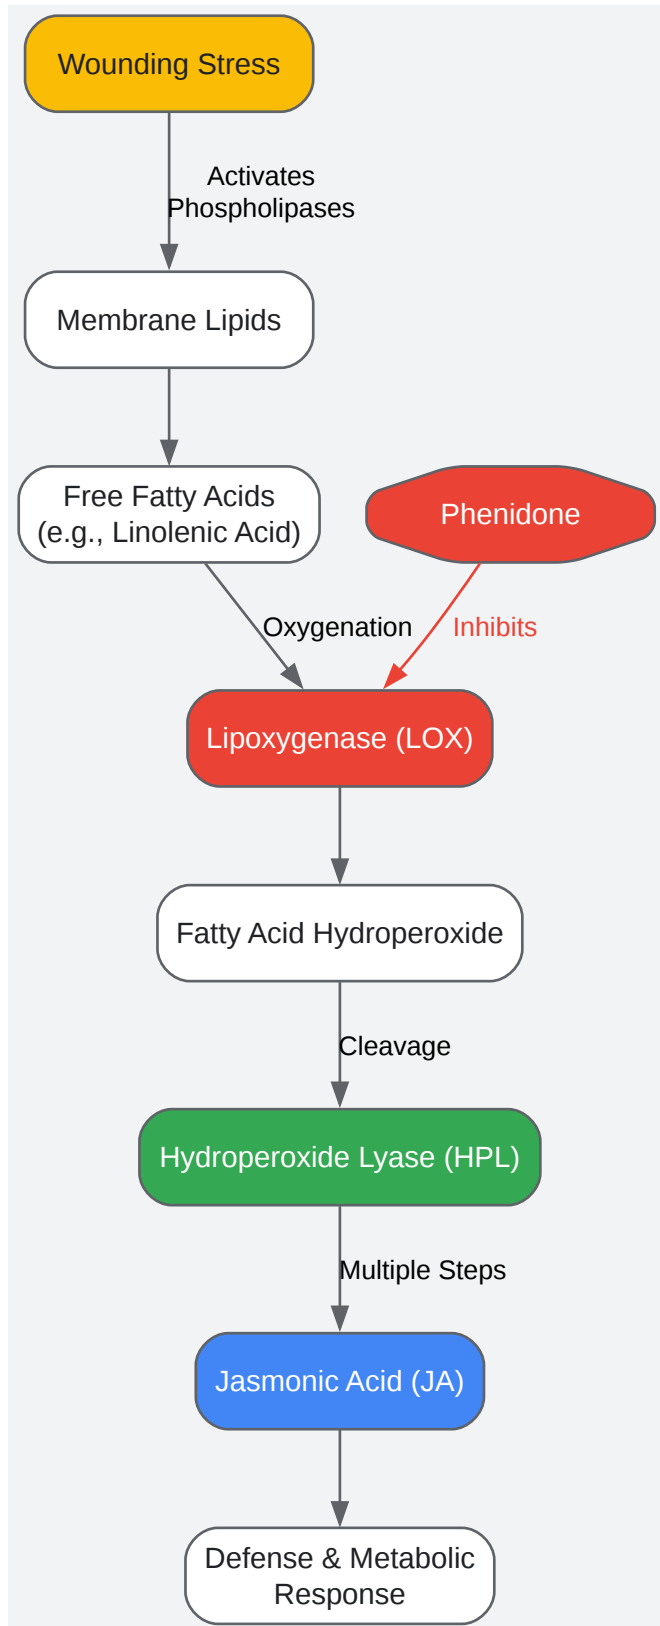 Wounding Stress
Activates
Phospholipases
Membrane Lipids
Free Fatty Acids
(e.g., Linolenic Acid)
Phenidone
Oxygenation
Inhibits
Lipoxygenase (LOX)
Fatty Acid Hydroperoxide
Cleavage
Hydroperoxide Lyase (HPL)
Multiple Steps
Jasmonic Acid (JA)
Defense & Metabolic
Response